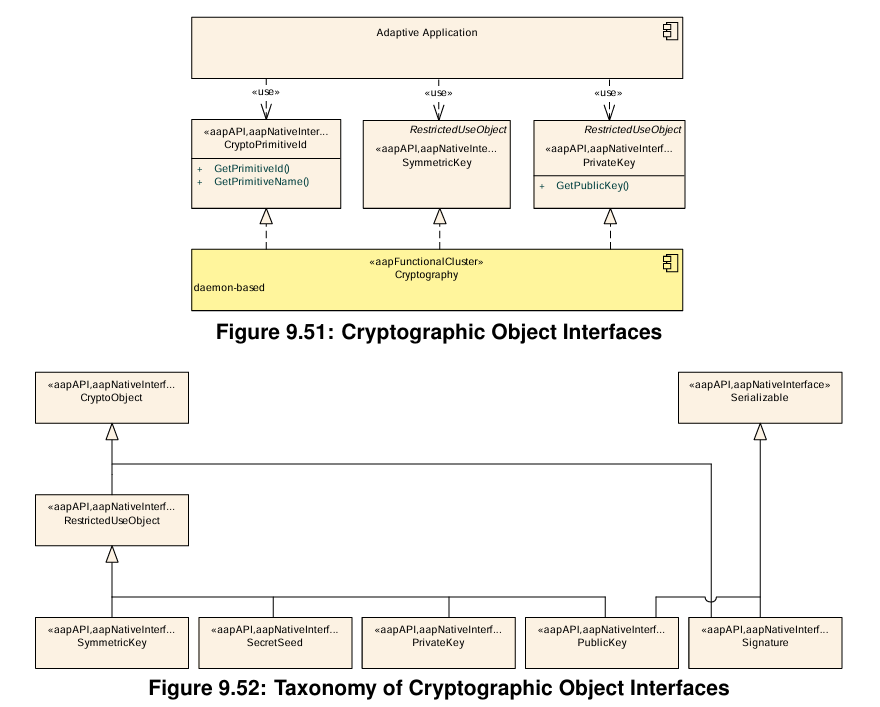 Adaptive Application
«use»
«use»
«use»
«aapAPI,aapNativeInter...
CryptoPrimitiveId
+ GetPrimitiveId()
+ GetPrimitiveName()
RestrictedUseObject
«aapAPI,aapNativeInte...
SymmetricKey
RestrictedUseObject
«aapAPI,aapNativeInterf...
PrivateKey
+ GetPublicKey()
«aapFunctionalCluster»
Cryptography
daemon-based
Figure 9.51: Cryptographic Object Interfaces
«aapAPI,aapNativeInterf...
CryptoObject
«aapAPI,aapNativeInterface»
Serializable
«aapAPI,aapNativeInterf...
RestrictedUseObject
«aapAPI,aapNativeInterf...
SymmetricKey
«aapAPI,aapNativeInterf...
SecretSeed
«aapAPI,aapNativeInterf...
PrivateKey
«aapAPI,aapNativeInterf...
PublicKey
«aapAPI,aapNativeInterf...
Signature
Figure 9.52: Taxonomy of Cryptographic Object Interfaces